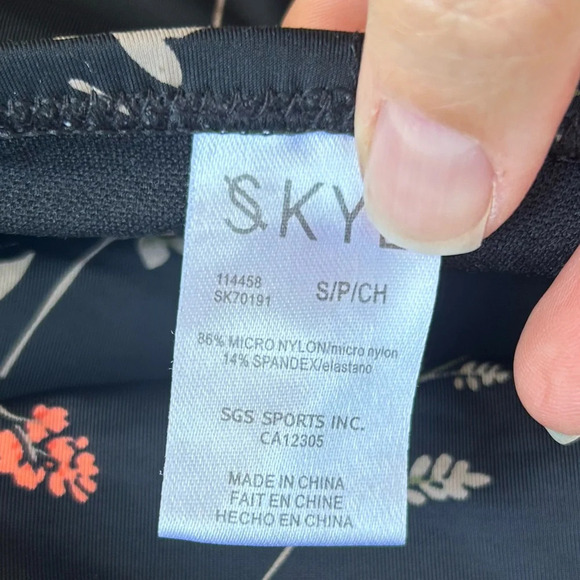 114458
SK70191
S/P/CH
86% MICRO NYLON/micro nylon
14% SPANDEX/elastano
SGS SPORTS INC.
CA12305
MADE IN CHINA
FAIT EN CHINE
HECHO EN CHINA